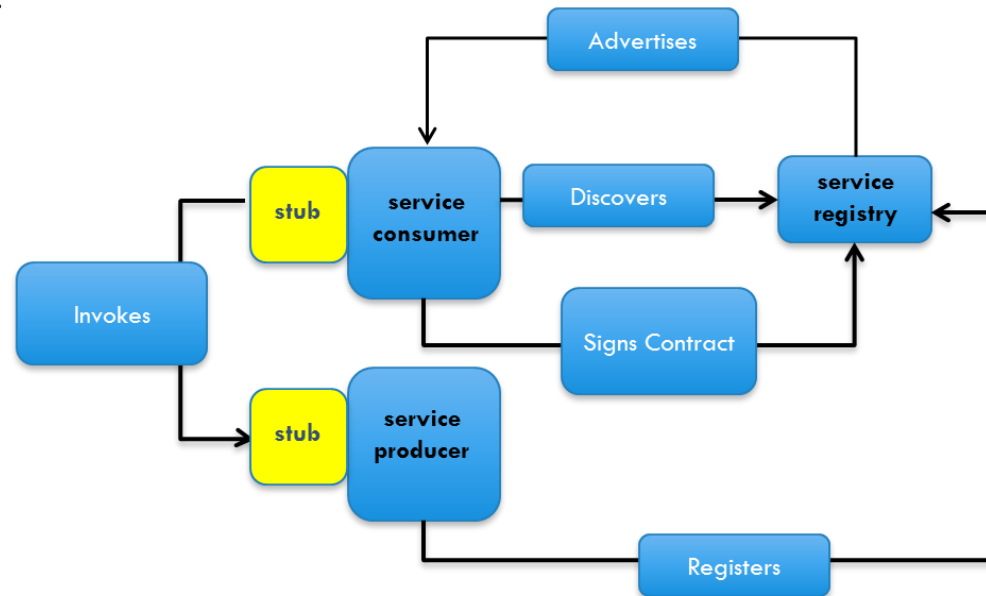 Advertises
stub
service
consumer
Discovers
service
registry
Invokes
Signs Contract
stub
service
producer
Registers